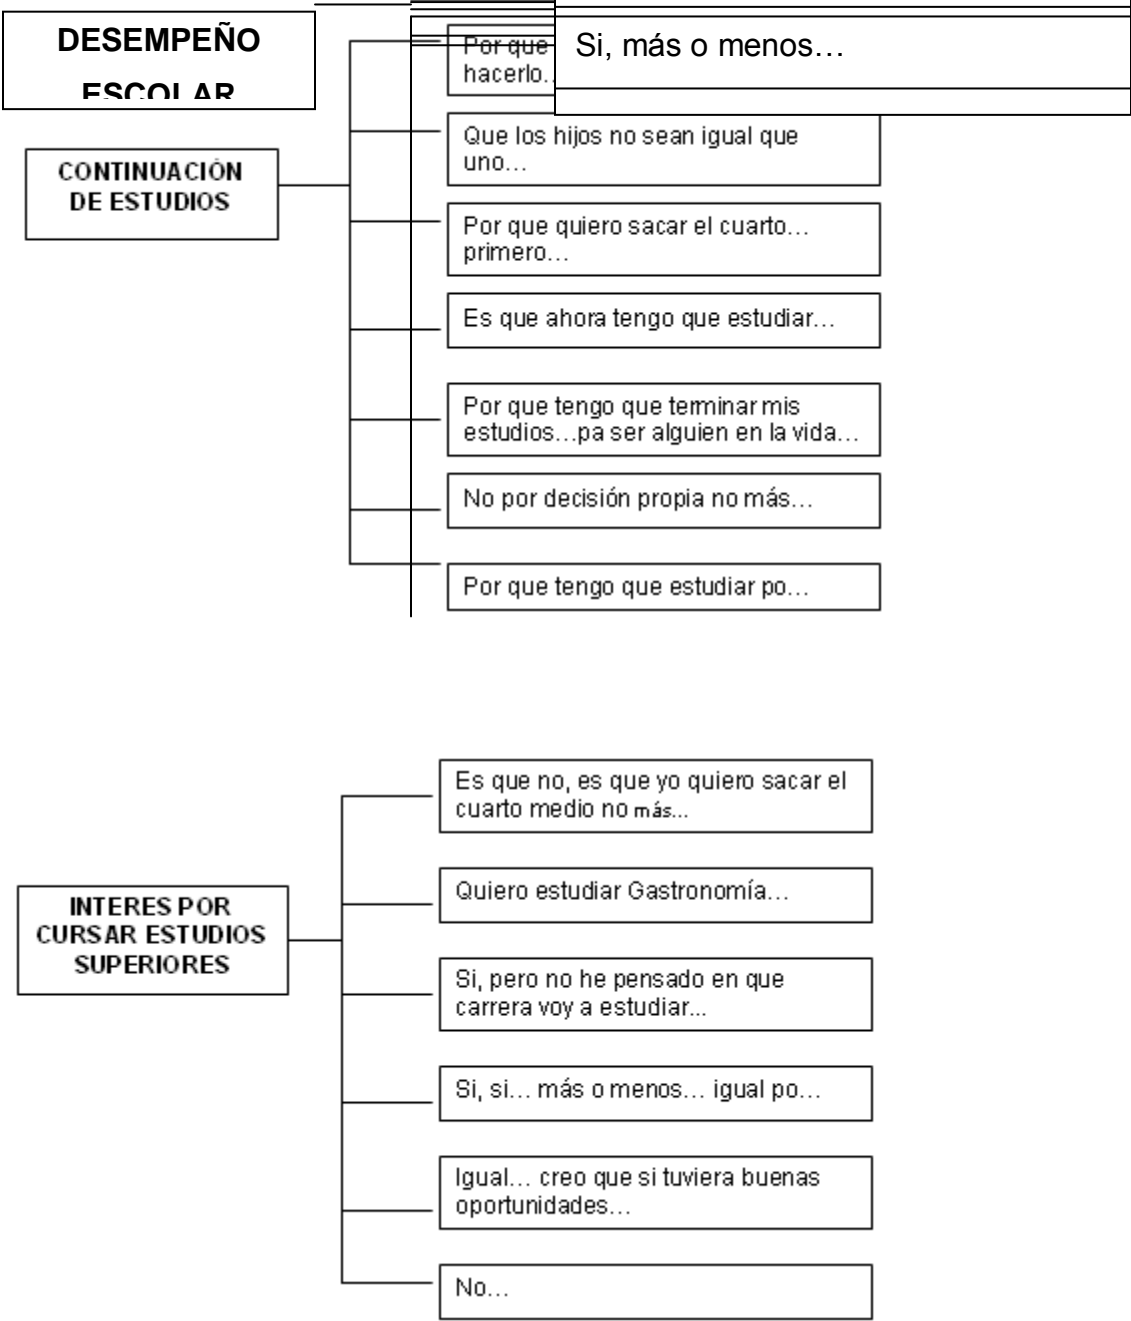 DESEMPEÑO
ESCOLAR
Si, más o menos…
Por que
hacerlo..
CONTINUACIÓN
DE ESTUDIOS
Que los hijos no sean igual que
uno…
Por que quiero sacar el cuarto…
primero…
Es que ahora tengo que estudiar…
Por que tengo que terminar mis
estudios…pa ser alguien en la vida…
No por decisión propia no más…
Por que tengo que estudiar po…
INTERES POR
CURSAR ESTUDIOS
SUPERIORES
Es que no, es que yo quiero sacar el
cuarto medio no más...
Quiero estudiar Gastronomía…
Si, pero no he pensado en que
carrera voy a estudiar...
Si, si… más o menos… igual po…
Igual… creo que si tuviera buenas
oportunidades…
No…